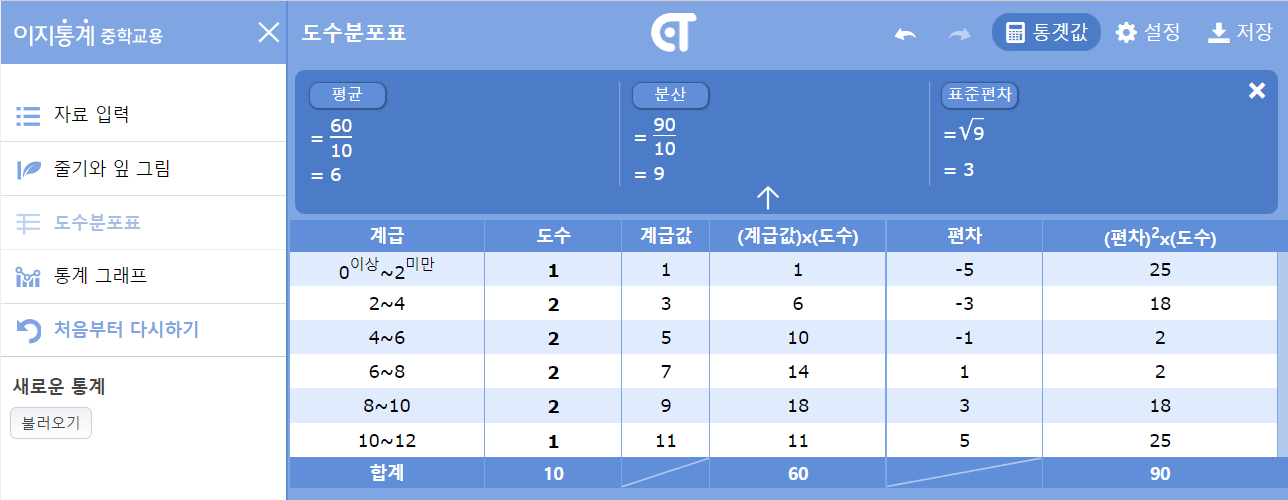 이지통계 중학교용
자료 입력
줄기와 잎 그림
도수분포표
통계 그래프
처음부터 다시하기
새로운 통계
불러오기
도수분포표 통곗값 설정 저장
평균 분산 표준편차
= 60/10 = 90/10 =√9
= 6 = 9 = 3
계급 도수 계급값 (계급값)x(도수) 편차 (편차)²x(도수)
0이상~2미만 1 1 1 -5 25
2~4 2 3 6 -3 18
4~6 2 5 10 -1 2
6~8 2 7 14 1 2
8~10 2 9 18 3 18
10~12 1 11 11 5 25
합계 10 60 90